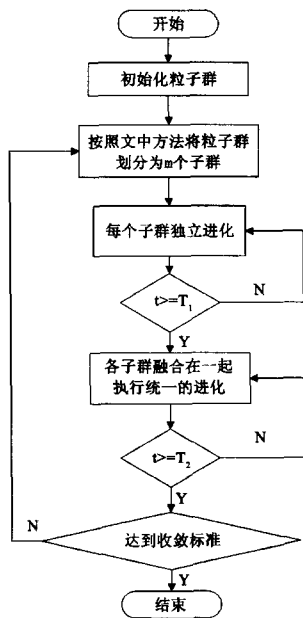 开始
初始化粒子群
按照文中方法将粒子群
划分为m个子群
每个子群独立进化
t>=T₁
N
Y
各子群融合在一起
执行统一的进化
t>=T₂
N
Y
达到收敛标准
N
Y
结束